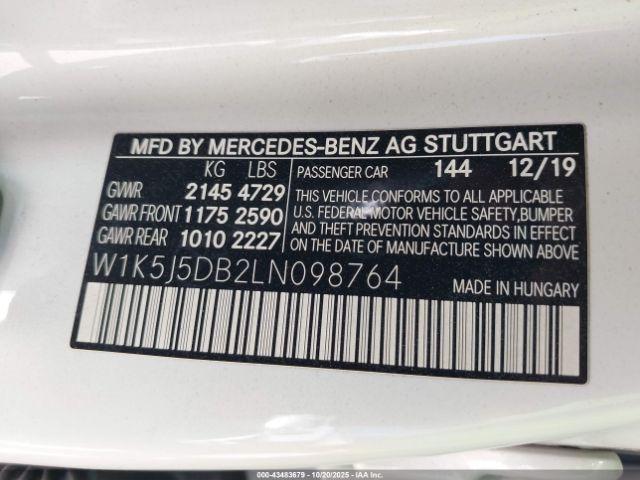 MFD BY MERCEDES-BENZ AG STUTTGART
KG LBS
PASSENGER CAR 144 12/19
GVWR 2145 4729
GAWR FRONT 1175 2590
GAWR REAR 1010 2227
THIS VEHICLE CONFORMS TO ALL APPLICABLE
U.S. FEDERAL MOTOR VEHICLE SAFETY,BUMPER
AND THEFT PREVENTION STANDARDS IN EFFECT
ON THE DATE OF MANUFACTURE SHOWN ABOVE.
W1K5J5DB2LN098764
MADE IN HUNGARY
000-43483679 - 10/20/2025 - © IAA Inc.